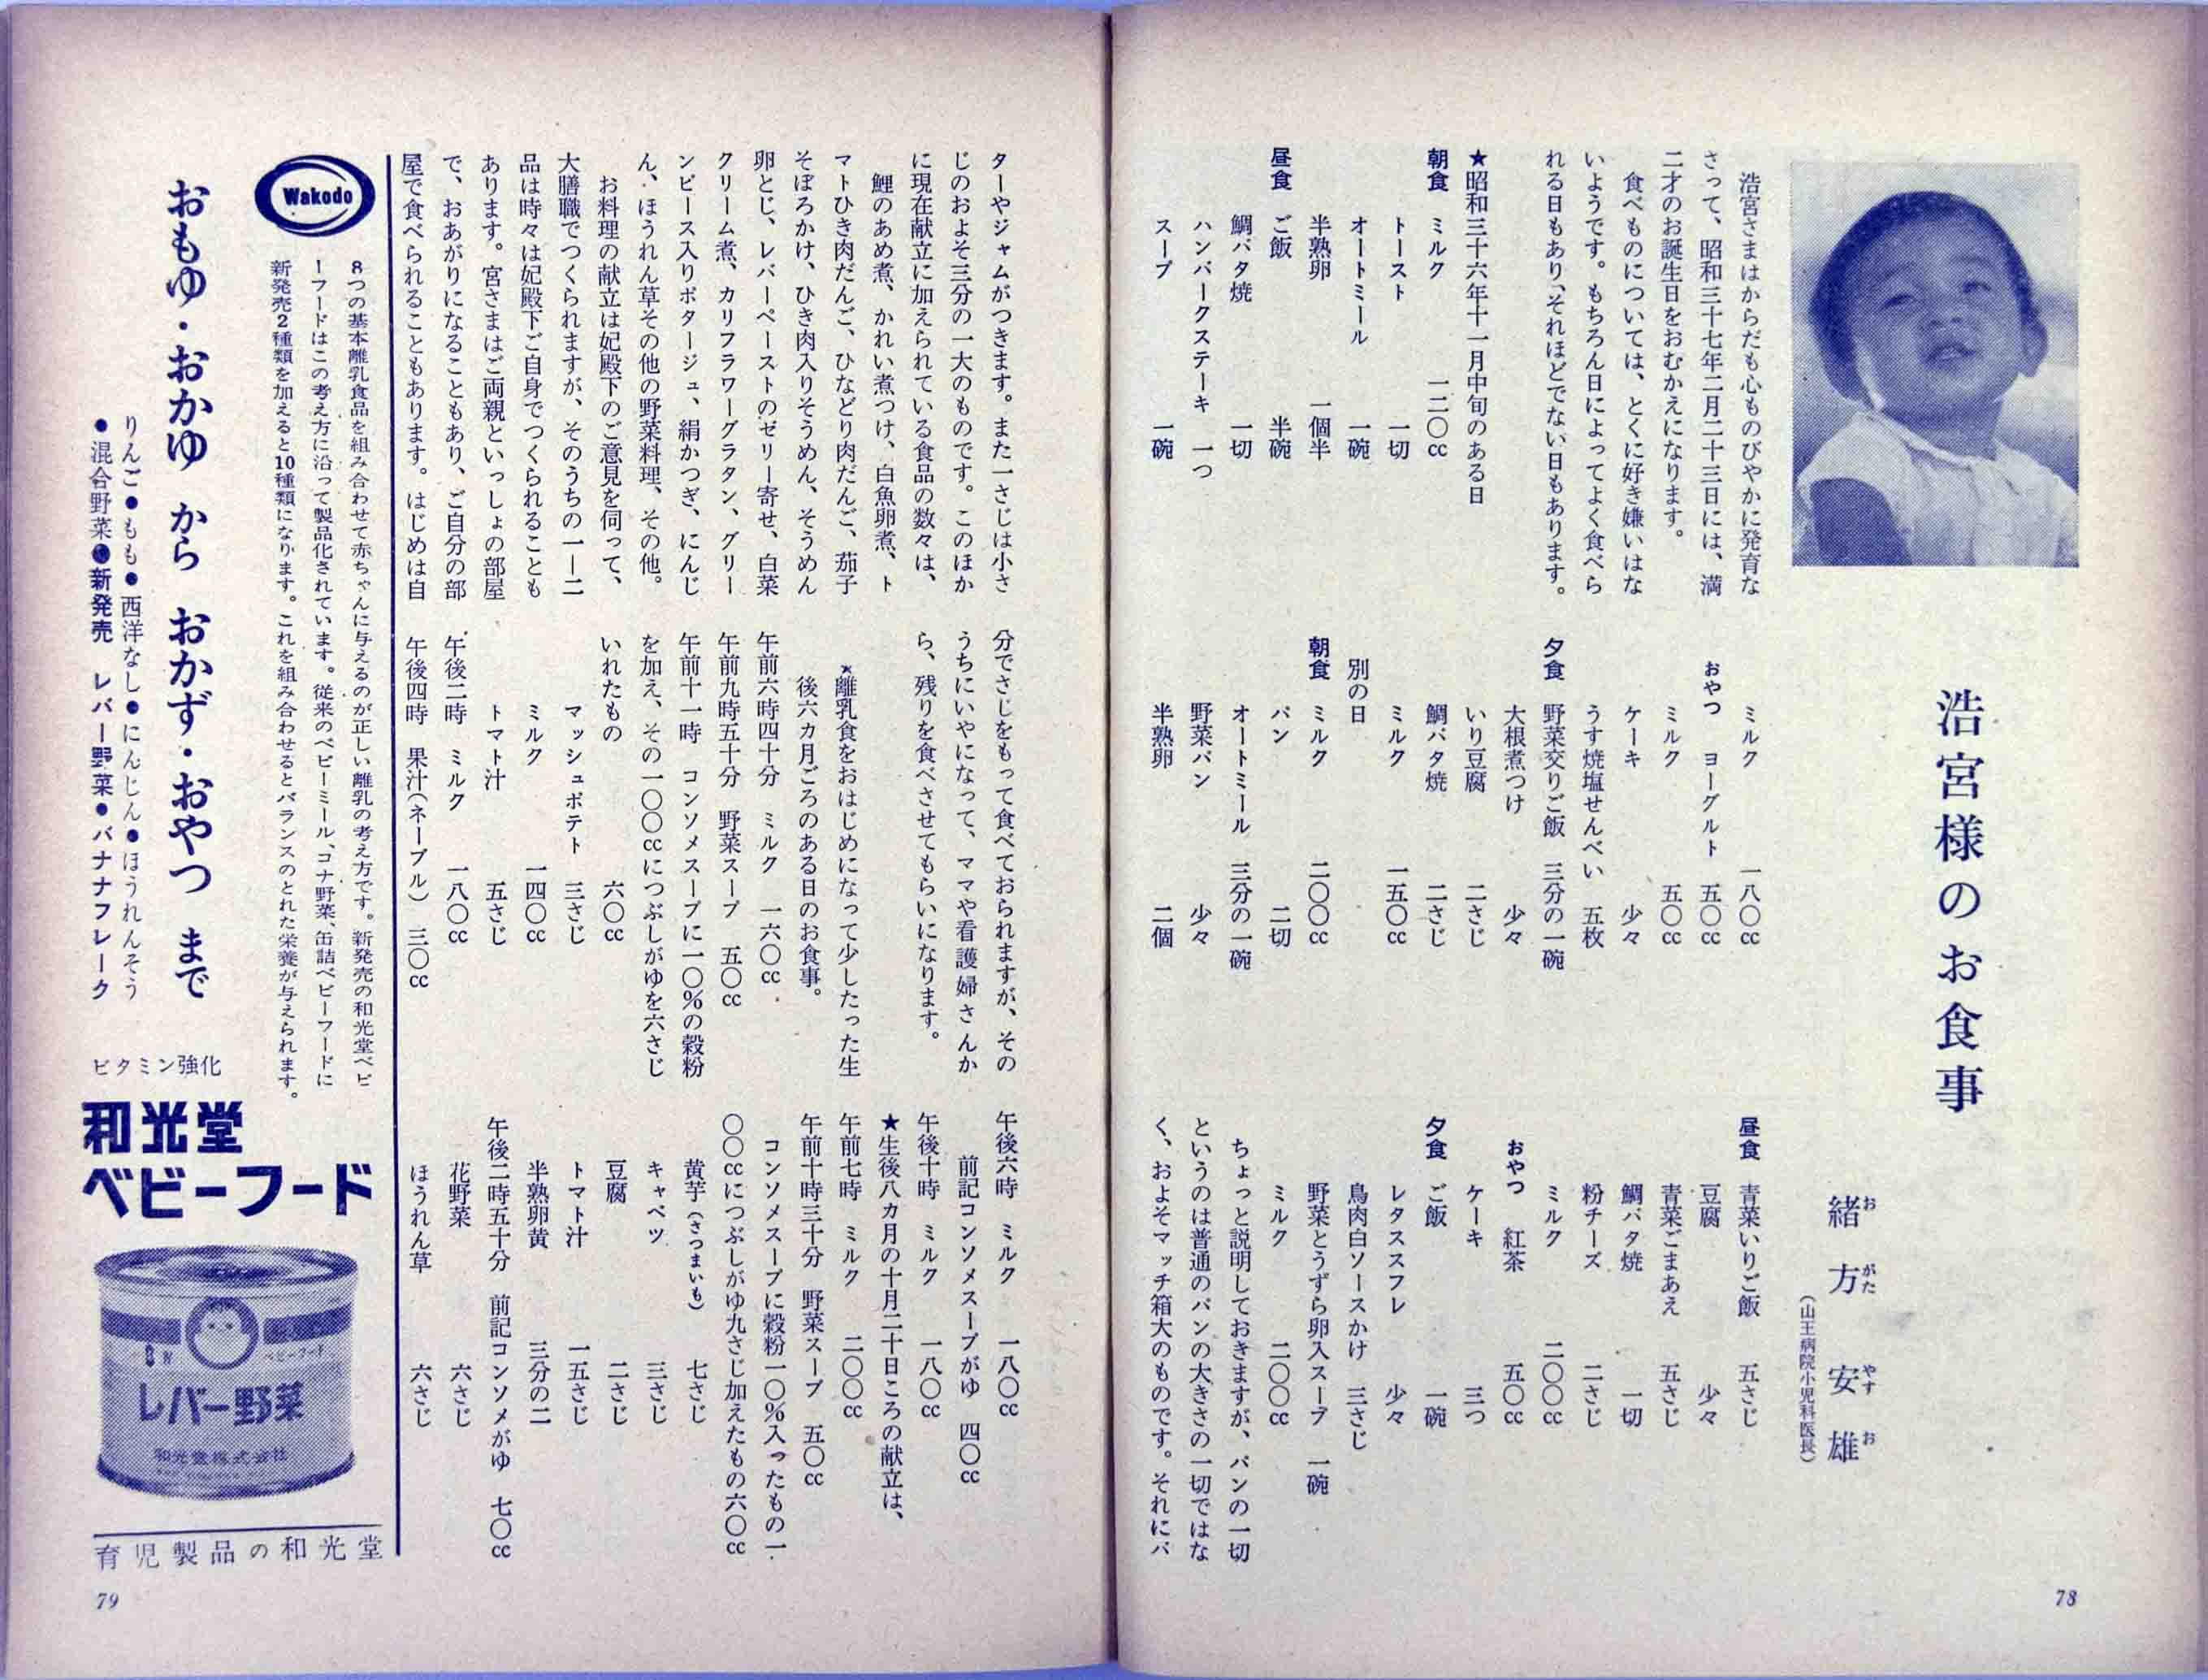 浩宮様のお食事
緒方安雄
おがたやすお
(山王病院小児科医長)
浩宮さまはからだも心ものびやかに発育な
さって、昭和三十七年二月二十三日には、満
二才のお誕生日をおむかえになります。
食べものについては、とくに好き嫌いはな
いようです。もちろん日によってよく食べら
れる日もあり、それほどでない日もあります。
★昭和三十六年十一月中旬のある日
朝食 ミルク 一二〇cc
トースト 一切
オートミール 一碗
半熟卵 一個半
昼食 ご飯 半碗
鯛バタ焼 一切
ハンバークステーキ 一つ
スープ 一碗
ミルク 一八〇cc
おやつ ヨーグルト 五〇cc
ミルク 五〇cc
ケーキ 少々
うす焼塩せんべい 五枚
夕食 野菜交りご飯 三分の一碗
大根煮つけ 少々
いり豆腐 二さじ
鯛バタ焼 二さじ
ミルク 一五〇cc
別の日
朝食 ミルク 二〇〇cc
パン 二切
オートミール 三分の一碗
野菜パン 少々
半熟卵 二個
昼食 青菜いりご飯 五さじ
豆腐 少々
青菜ごまあえ 五さじ
鯛バタ焼 一切
粉チーズ 二さじ
ミルク 二〇〇cc
おやつ 紅茶 五〇cc
ケーキ 三つ
夕食 ご飯 一碗
レタススフレ 少々
鳥肉白ソースかけ 三さじ
野菜とうずら卵入スープ 一碗
ミルク 二〇〇cc
ちょっと説明しておきますが、パンの一切
というのは普通のパンの大きさの一切ではな
く、およそマッチ箱大のものです。それにバ
78
ターやジャムがつきます。また一さじは小さ
じのおよそ三分の一大のものです。このほか
に現在献立に加えられている食品の数々は、
鯉のあめ煮、かれい煮つけ、白魚卵煮、ト
マトひき肉だんご、ひなどり肉だんご、茄子
そぼろかけ、ひき肉入りそうめん、そうめん
卵とじ、レバーペーストのゼリー寄せ、白菜
クリーム煮、カリフラワーグラタン、グリー
ンピース入りポタージュ、絹かつぎ、にんじ
ん、ほうれん草その他の野菜料理、その他。
お料理の献立は妃殿下のご意見を伺って、
大膳職でつくられますが、そのうちの一ー二
品は時々は妃殿下ご自身でつくられることも
あります。宮さまはご両親といっしょの部屋
で、おあがりになることもあり、ご自分の部
屋で食べられることもあります。はじめは自
分でさじをもって食べておられますが、その
うちにいやになって、ママや看護婦さんか
ら、残りを食べさせてもらいになります。
★離乳食をおはじめになって少したった生
後六カ月ごろのある日のお食事。
午前六時四十分 ミルク 一六〇cc
午前九時五十分 野菜スープ 五〇cc
午前十一時 コンソメスープに一〇%の穀粉
を加え、その一〇〇ccにつぶしがゆを六さじ
いれたもの 六〇cc
マッシュポテト 三さじ
ミルク 一四〇cc
トマト汁 五さじ
午後二時 ミルク 一八〇cc
午後四時 果汁(ネーブル) 三〇cc
午後六時 ミルク 一八〇cc
前記コンソメスープがゆ 四〇cc
午後十時 ミルク 一八〇cc
★生後八カ月の十月二十日ころの献立は、
午前七時 ミルク 二〇〇cc
午前十時三十分 野菜スープ 五〇cc
コンソメスープに穀粉一〇%入ったもの一
〇〇ccにつぶしがゆ九さじ加えたもの六〇cc
黄芋(さつまいも) 七さじ
キャベツ 三さじ
豆腐 二さじ
トマト汁 一五さじ
半熟卵黄 三分の二
午後二時五十分 前記コンソメがゆ 七〇cc
花野菜 六さじ
ほうれん草 六さじ
Wakodo
8つの基本離乳食品を組み合わせて赤ちゃんに与えるのが正しい離乳の考え方です。新発売の和光堂ベビ
ーフードはこの考え方に沿って製品化されています。従来のベビーミール、コナ野菜、缶詰ベビーフードに
新発売2種類を加えると10種類になります。これを組み合わせるとバランスのとれた栄養が与えられます。
おもゆ・おかゆ から おかず・おやつ まで
りんご●もも●西洋なし●にんじん●ほうれんそう
●混合野菜●新発売 レバー野菜●バナナフレーク
ビタミン強化
和光堂
ベビーフード
ベビーフード
レバー野菜
和光堂株式会社
育児製品の和光堂
79